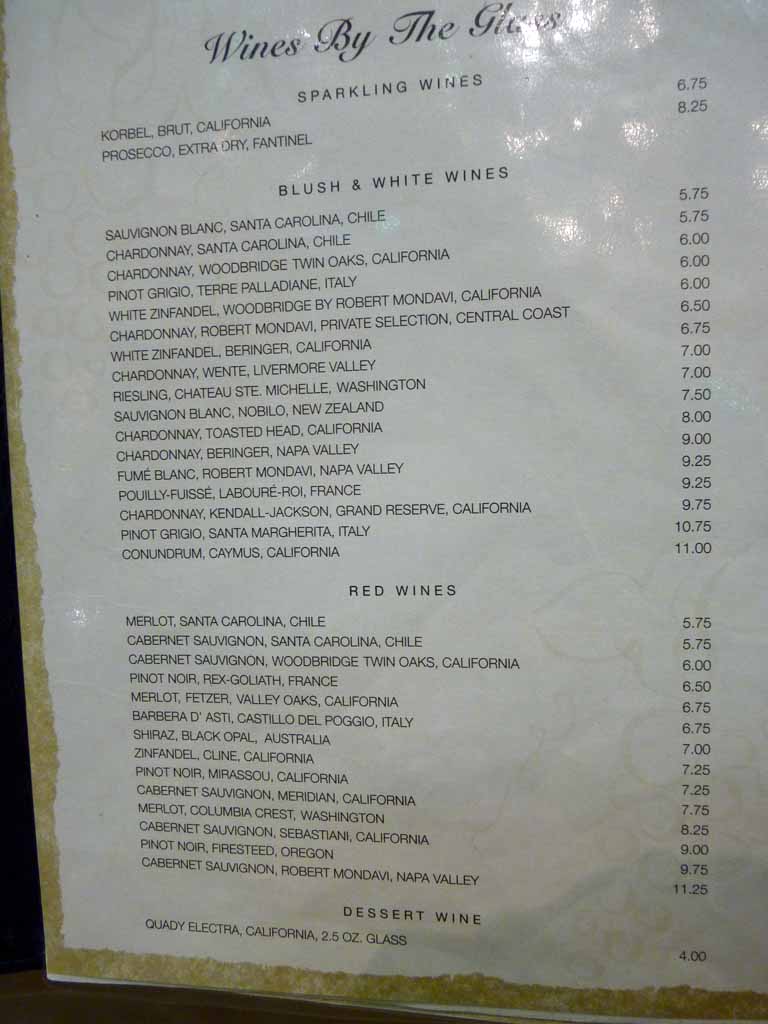 Wines By The Glass
SPARKLING WINES
KORBEL, BRUT, CALIFORNIA 6.75
PROSECCO, EXTRA DRY, FANTINEL 8.25
BLUSH & WHITE WINES
SAUVIGNON BLANC, SANTA CAROLINA, CHILE 5.75
CHARDONNAY, SANTA CAROLINA, CHILE 5.75
CHARDONNAY, WOODBRIDGE TWIN OAKS, CALIFORNIA 6.00
PINOT GRIGIO, TERRE PALLADIANE, ITALY 6.00
WHITE ZINFANDEL, WOODBRIDGE BY ROBERT MONDAVI, CALIFORNIA 6.00
CHARDONNAY, ROBERT MONDAVI, PRIVATE SELECTION, CENTRAL COAST 6.50
WHITE ZINFANDEL, BERINGER, CALIFORNIA 6.75
CHARDONNAY, WENTE, LIVERMORE VALLEY 7.00
RIESLING, CHATEAU STE. MICHELLE, WASHINGTON 7.00
SAUVIGNON BLANC, NOBILO, NEW ZEALAND 7.50
CHARDONNAY, TOASTED HEAD, CALIFORNIA 8.00
CHARDONNAY, BERINGER, NAPA VALLEY 9.00
FUMÉ BLANC, ROBERT MONDAVI, NAPA VALLEY 9.25
POUILLY-FUISSÉ, LABOURÉ-ROI, FRANCE 9.25
CHARDONNAY, KENDALL-JACKSON, GRAND RESERVE, CALIFORNIA 9.75
PINOT GRIGIO, SANTA MARGHERITA, ITALY 10.75
CONUNDRUM, CAYMUS, CALIFORNIA 11.00
RED WINES
MERLOT, SANTA CAROLINA, CHILE 5.75
CABERNET SAUVIGNON, SANTA CAROLINA, CHILE 5.75
CABERNET SAUVIGNON, WOODBRIDGE TWIN OAKS, CALIFORNIA 6.00
PINOT NOIR, REX-GOLIATH, FRANCE 6.50
MERLOT, FETZER, VALLEY OAKS, CALIFORNIA 6.75
BARBERA D' ASTI, CASTILLO DEL POGGIO, ITALY 6.75
SHIRAZ, BLACK OPAL, AUSTRALIA 7.00
ZINFANDEL, CLINE, CALIFORNIA 7.25
PINOT NOIR, MIRASSOU, CALIFORNIA 7.25
CABERNET SAUVIGNON, MERIDIAN, CALIFORNIA 7.75
MERLOT, COLUMBIA CREST, WASHINGTON 8.25
CABERNET SAUVIGNON, SEBASTIANI, CALIFORNIA 9.00
PINOT NOIR, FIRESTEED, OREGON 9.75
CABERNET SAUVIGNON, ROBERT MONDAVI, NAPA VALLEY 11.25
DESSERT WINE
QUADY ELECTRA, CALIFORNIA, 2.5 OZ. GLASS 4.00